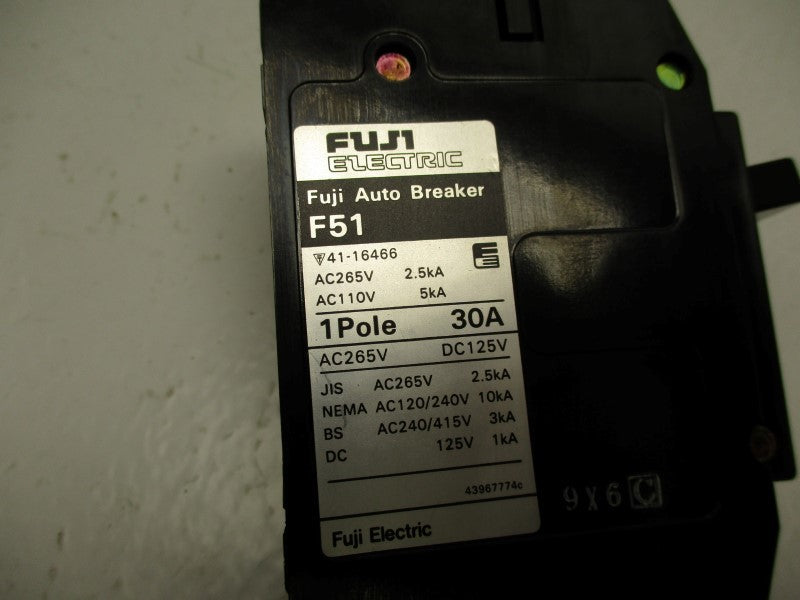 FUJI
ELECTRIC
Fuji Auto Breaker
F51
41-16466
AC265V 2.5kA
AC110V 5kA
1Pole 30A
AC265V DC125V
JIS AC265V 2.5kA
NEMA AC120/240V 10kA
BS AC240/415V 3kA
DC 125V 1kA
43967774c
Fuji Electric
9X6C